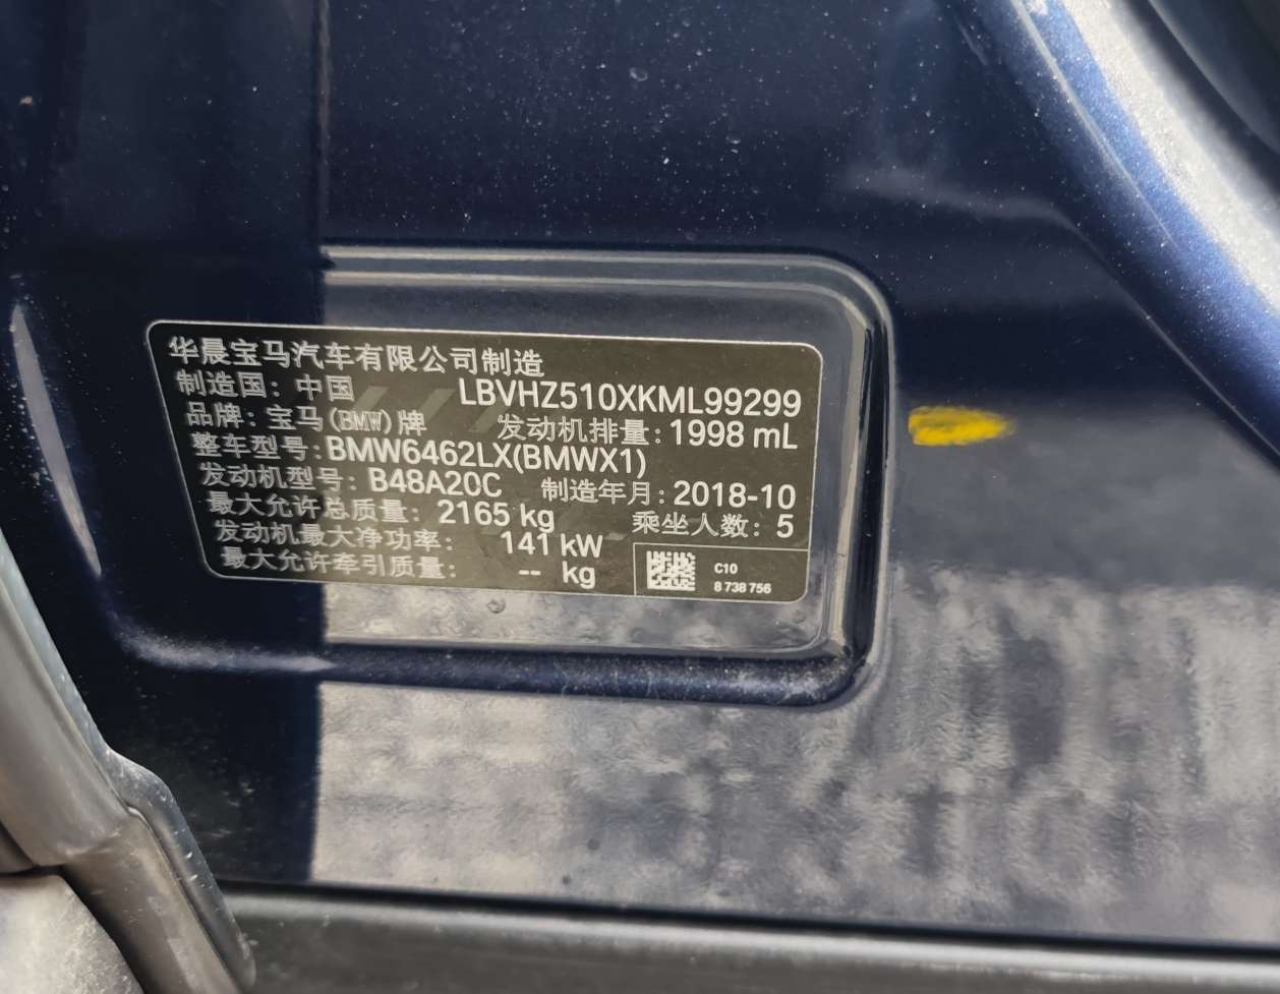 华晨宝马汽车有限公司制造
制造国：中国 LBVHZ510XKML99299
品牌：宝马(BMW)牌 发动机排量：1998 mL
整车型号：BMW6462LX(BMWX1)
发动机型号：B48A20C 制造年月：2018-10
最大允许总质量：2165 kg 乘坐人数：5
发动机最大净功率： 141 kW
最大允许牵引质量： -- kg
C10
8 738 756